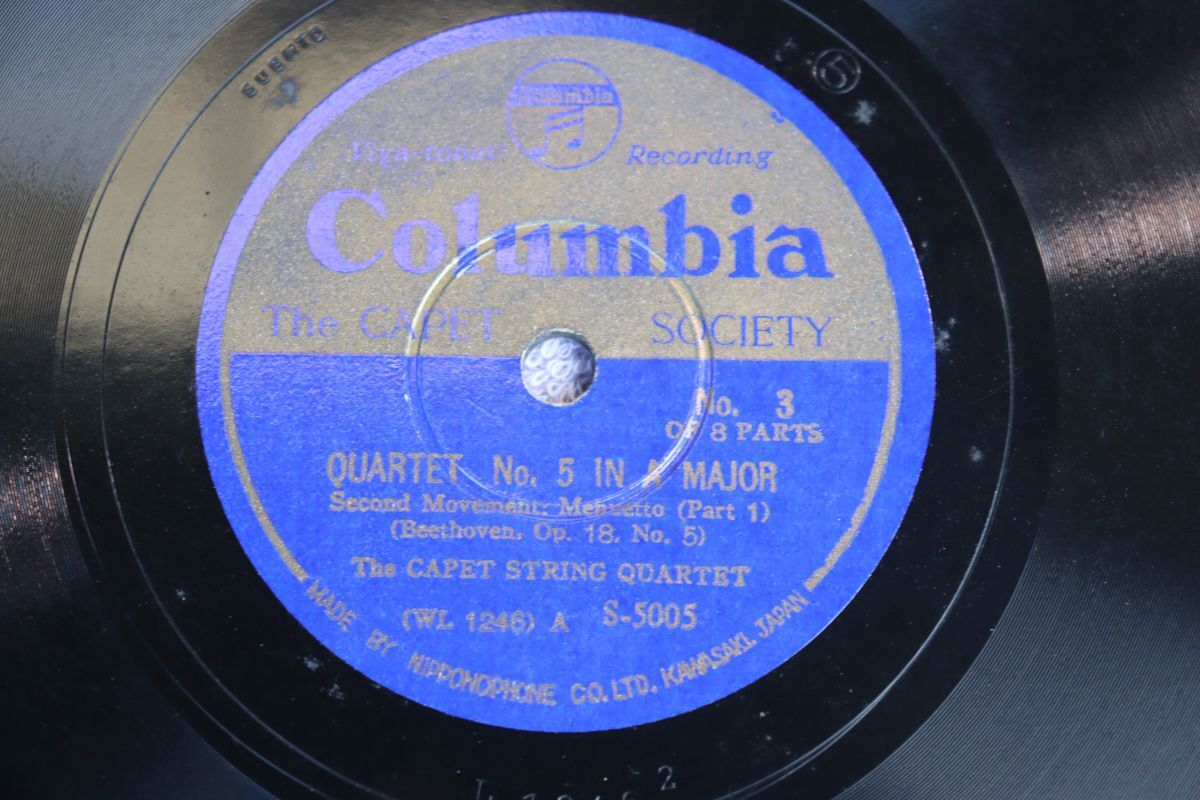 5
Columbia
Viva-tonal Recording
Columbia
The CAPET SOCIETY
No. 3
OF 8 PARTS
QUARTET No. 5 IN A MAJOR
Second Movement: Menuetto (Part 1)
(Beethoven, Op. 18, No. 5)
The CAPET STRING QUARTET
(WL 1246) A S-5005
MADE BY NIPPONOPHONE CO. LTD. KAWASAKI. JAPAN
2